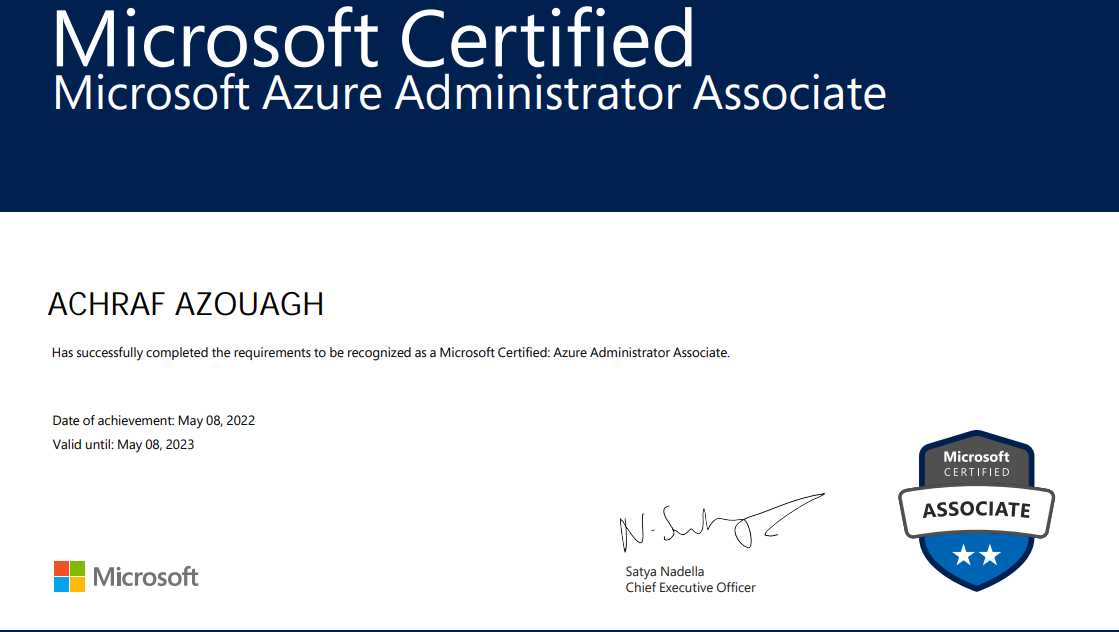 Microsoft Certified
Microsoft Azure Administrator Associate
ACHRAF AZOUAGH
Has successfully completed the requirements to be recognized as a Microsoft Certified: Azure Administrator Associate.
Date of achievement: May 08, 2022
Valid until: May 08, 2023
Microsoft
CERTIFIED
ASSOCIATE
Satya Nadella
Chief Executive Officer
Microsoft